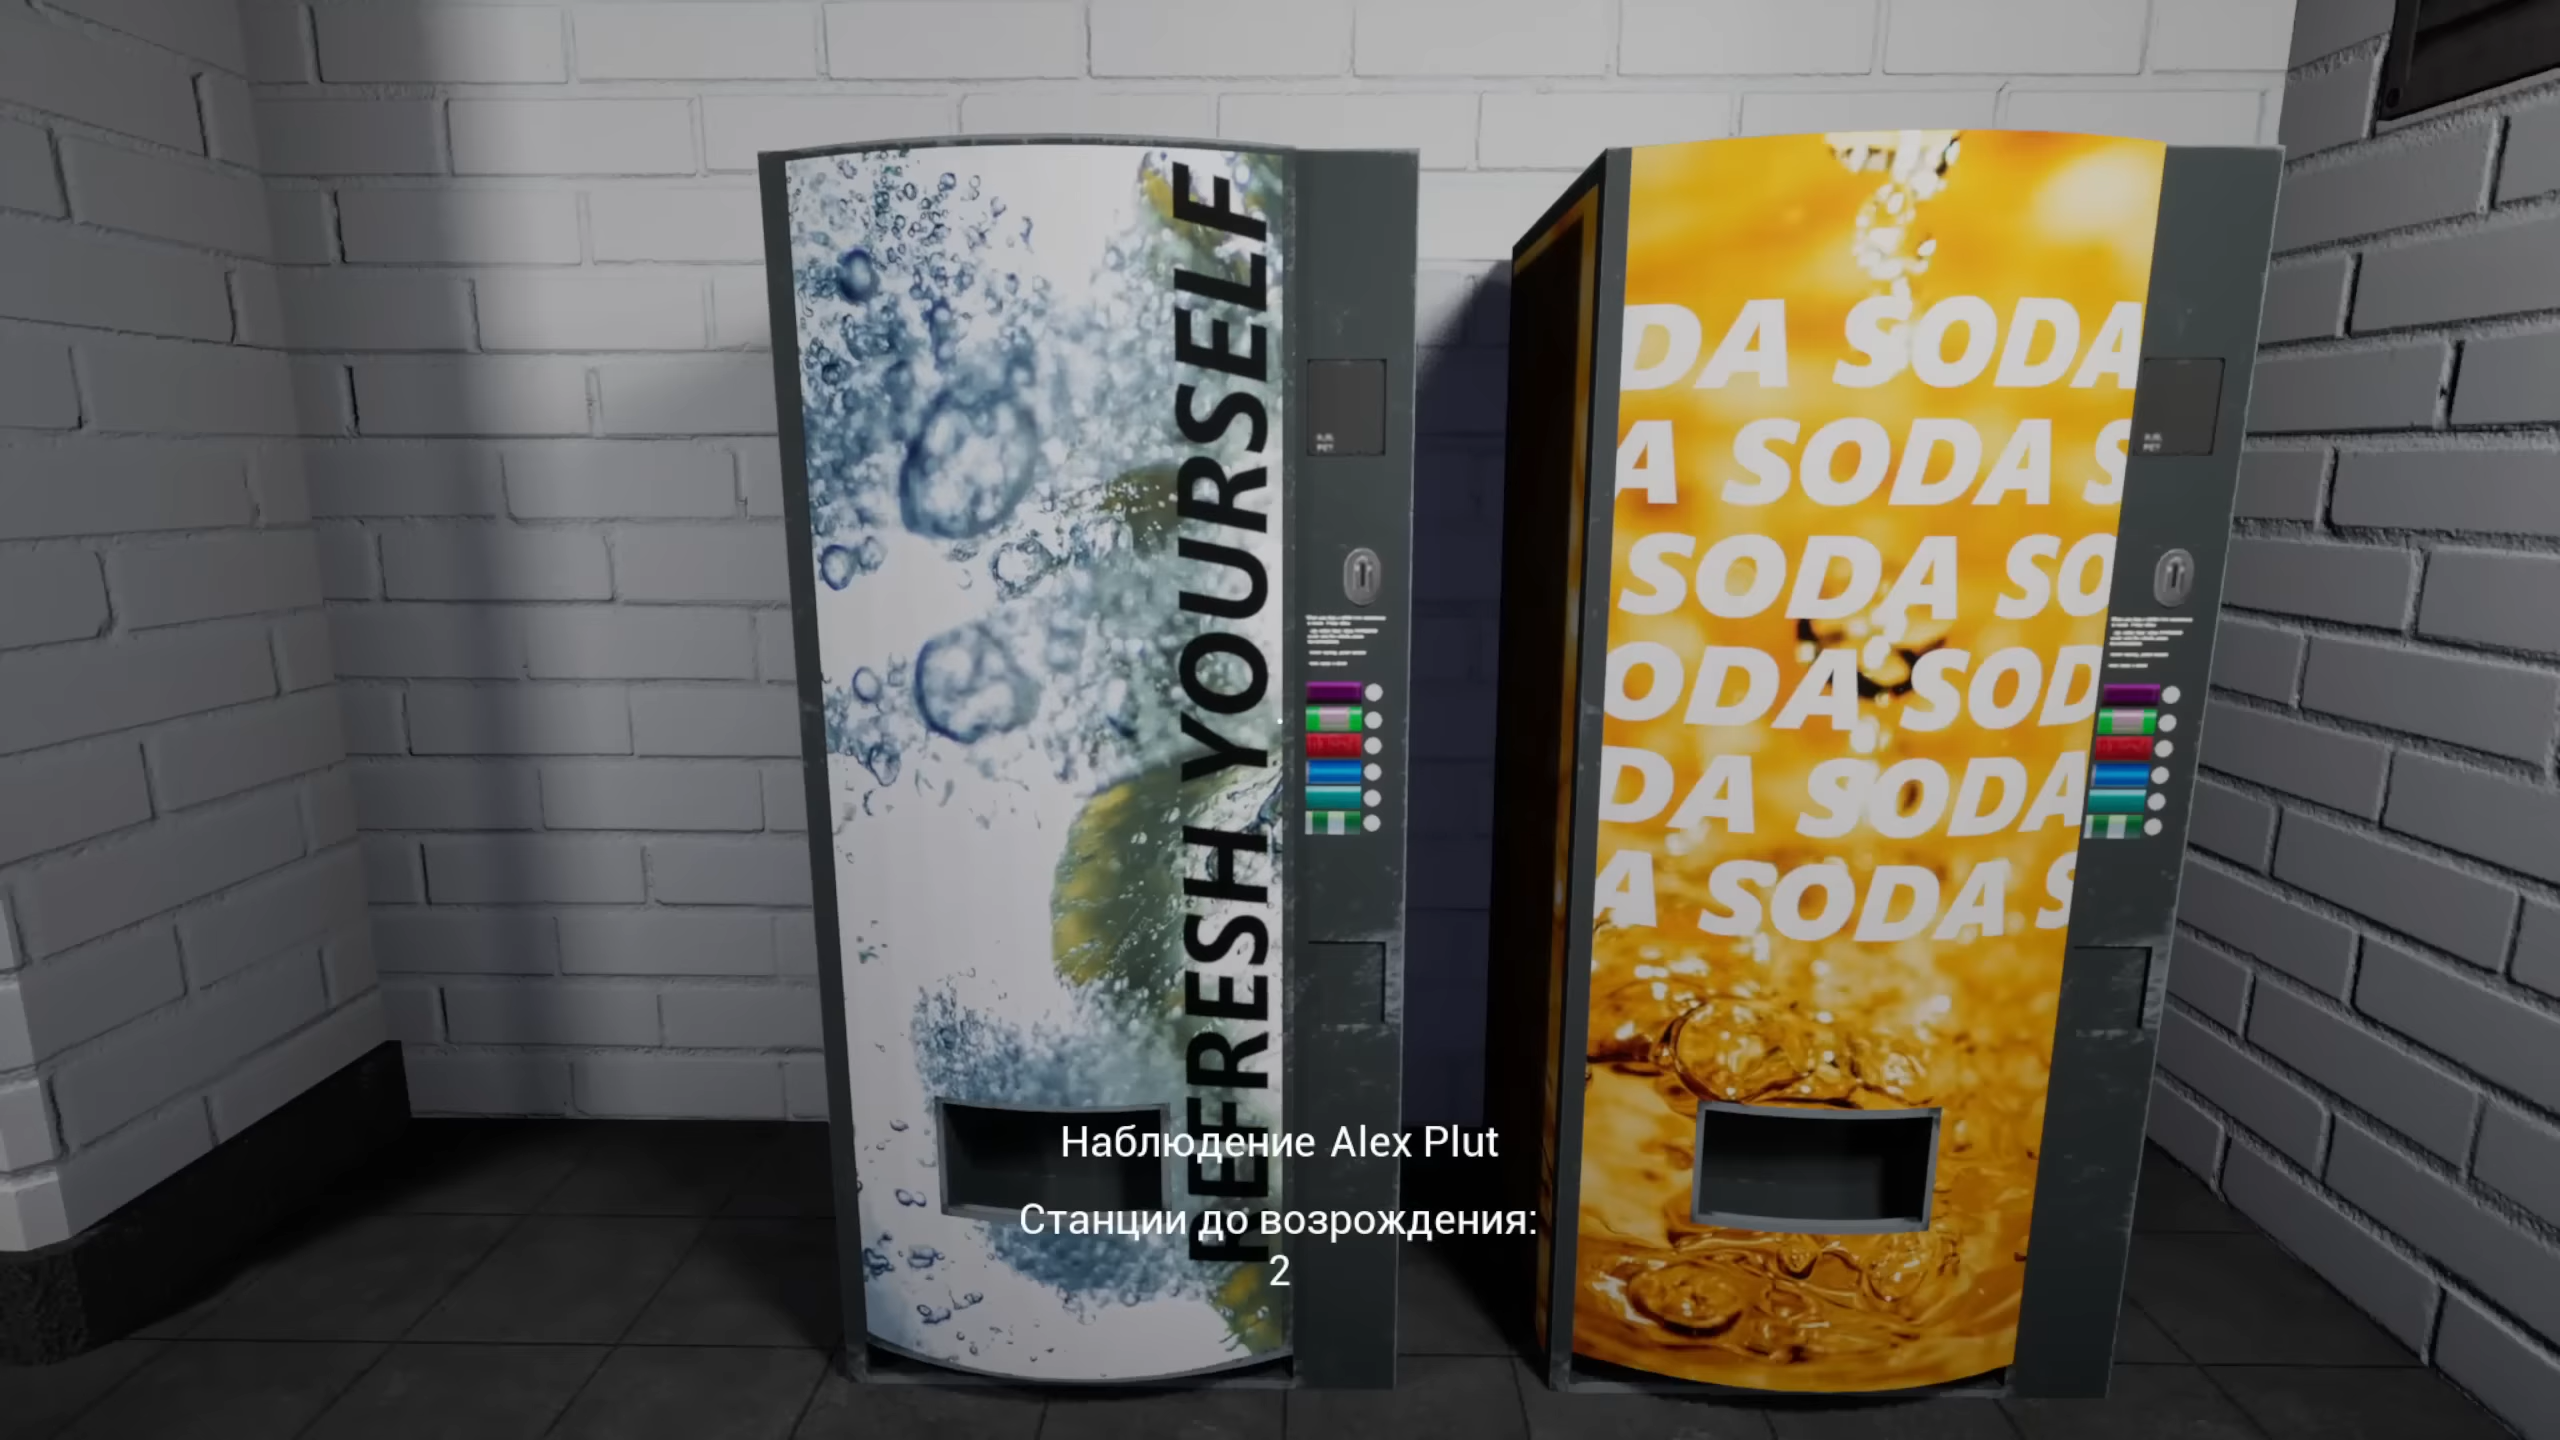 REFRESH YOURSELF
DA SODA
A SODA S
SODA SO
ODA SOD
DA SODA
A SODA S
Наблюдение Alex Plut
Станции до возрождения:
2